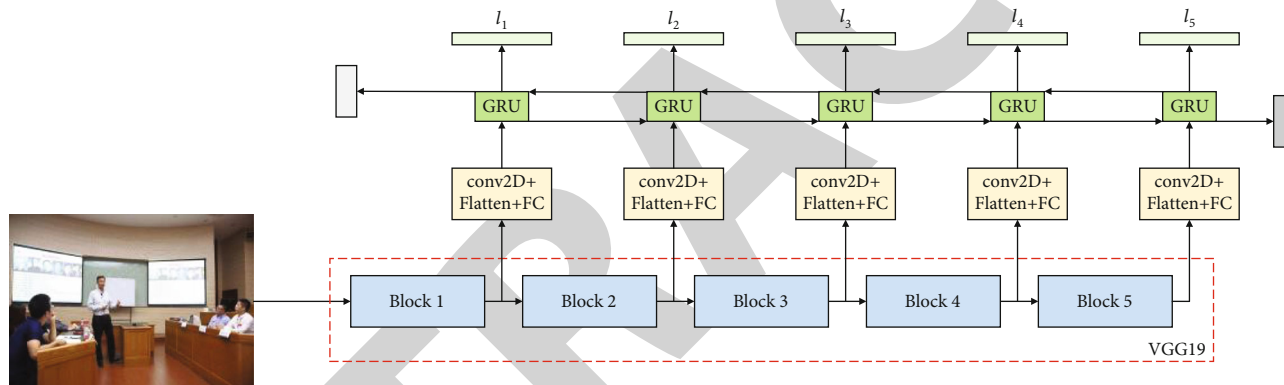 l1 l2 l3 l4 l5
GRU GRU GRU GRU GRU
conv2D+ conv2D+ conv2D+ conv2D+ conv2D+
Flatten+FC Flatten+FC Flatten+FC Flatten+FC Flatten+FC
Block 1 Block 2 Block 3 Block 4 Block 5
VGG19